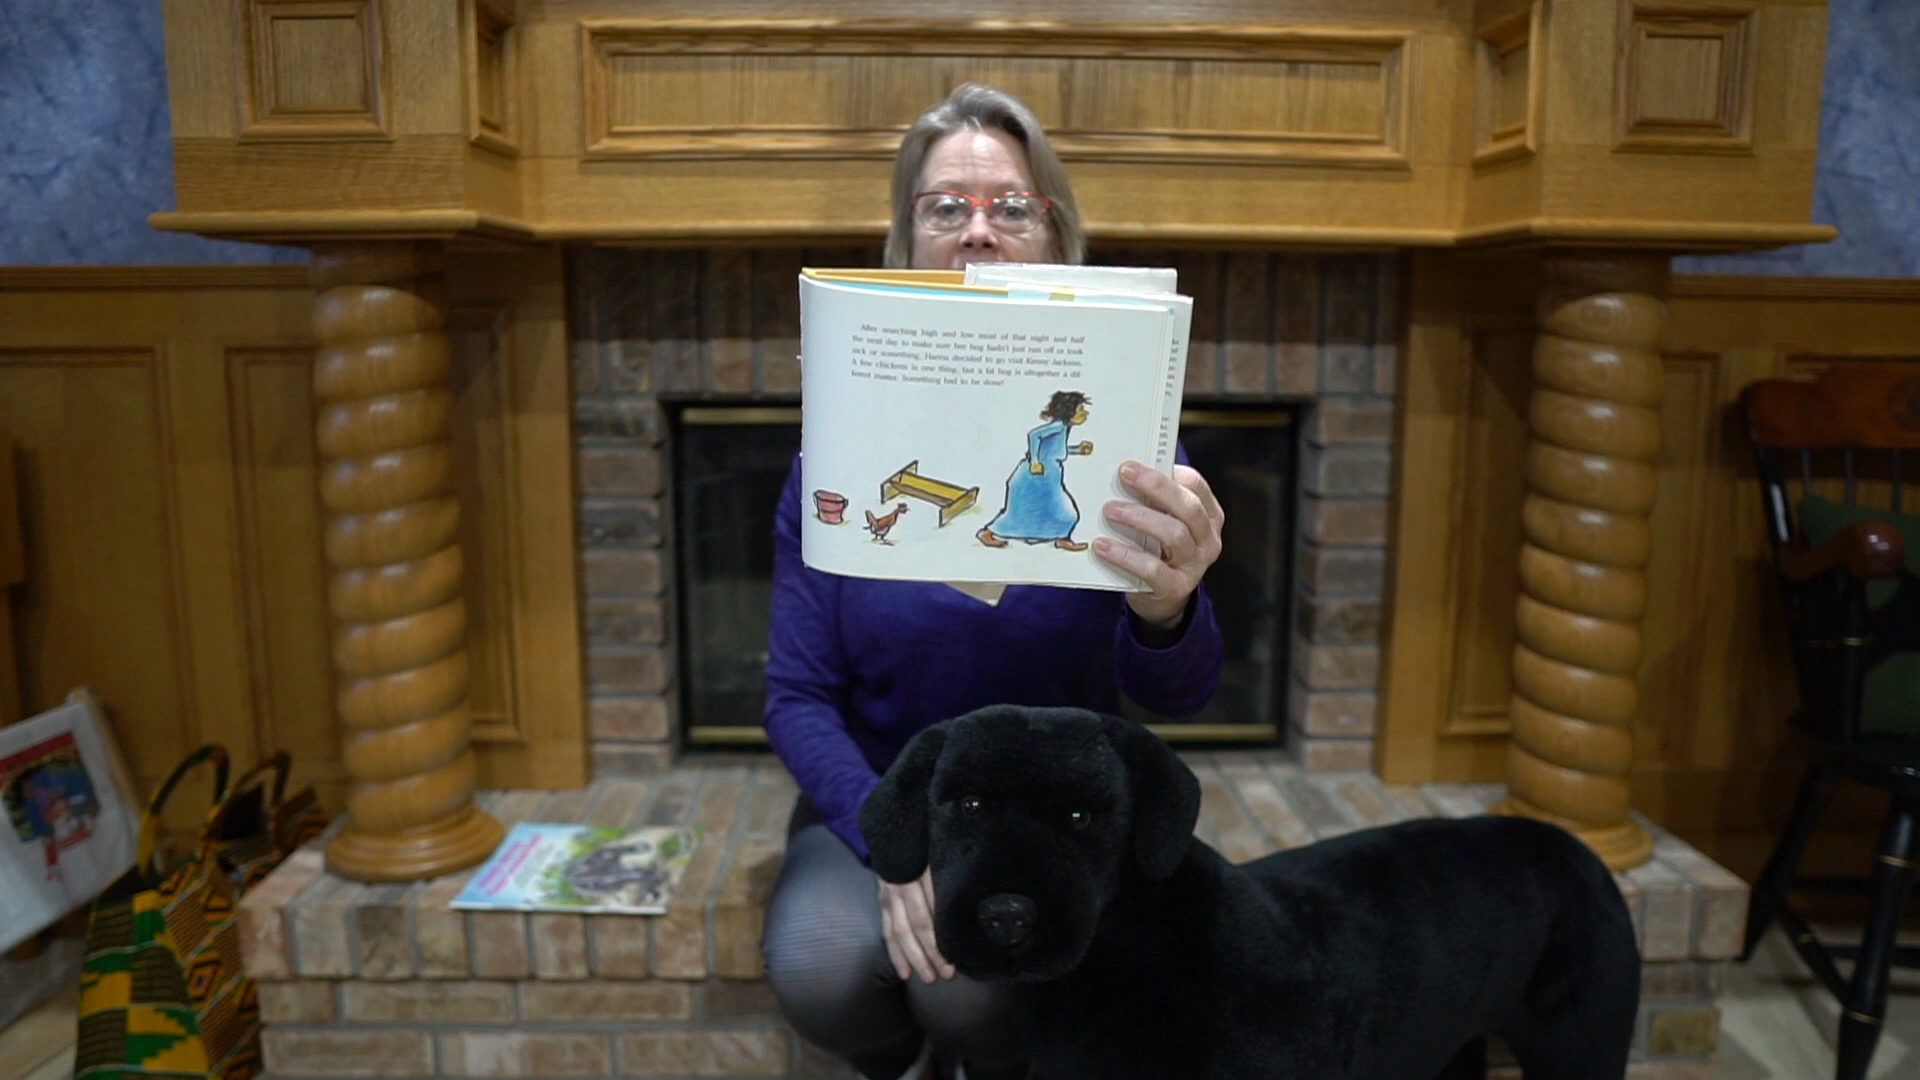 After searching high and low most of that night and half
the next day to make sure her hog hadn't just run off or took
sick or something, Hanna decided to go visit Kenny Jackson.
A few chickens is one thing, but a fat hog is altogether a dif-
ferent matter. Something had to be done!